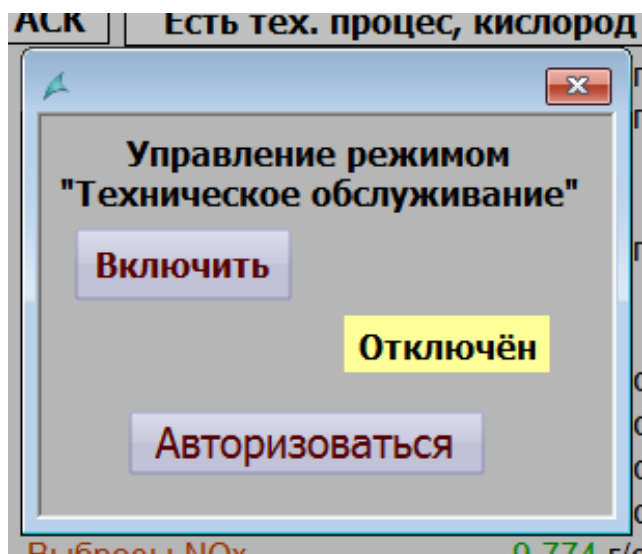 АСК Есть тех. процес, кислород
Управление режимом
"Техническое обслуживание"
Включить
Отключён
Авторизоваться
Выбросы NOx 9.774 г/с